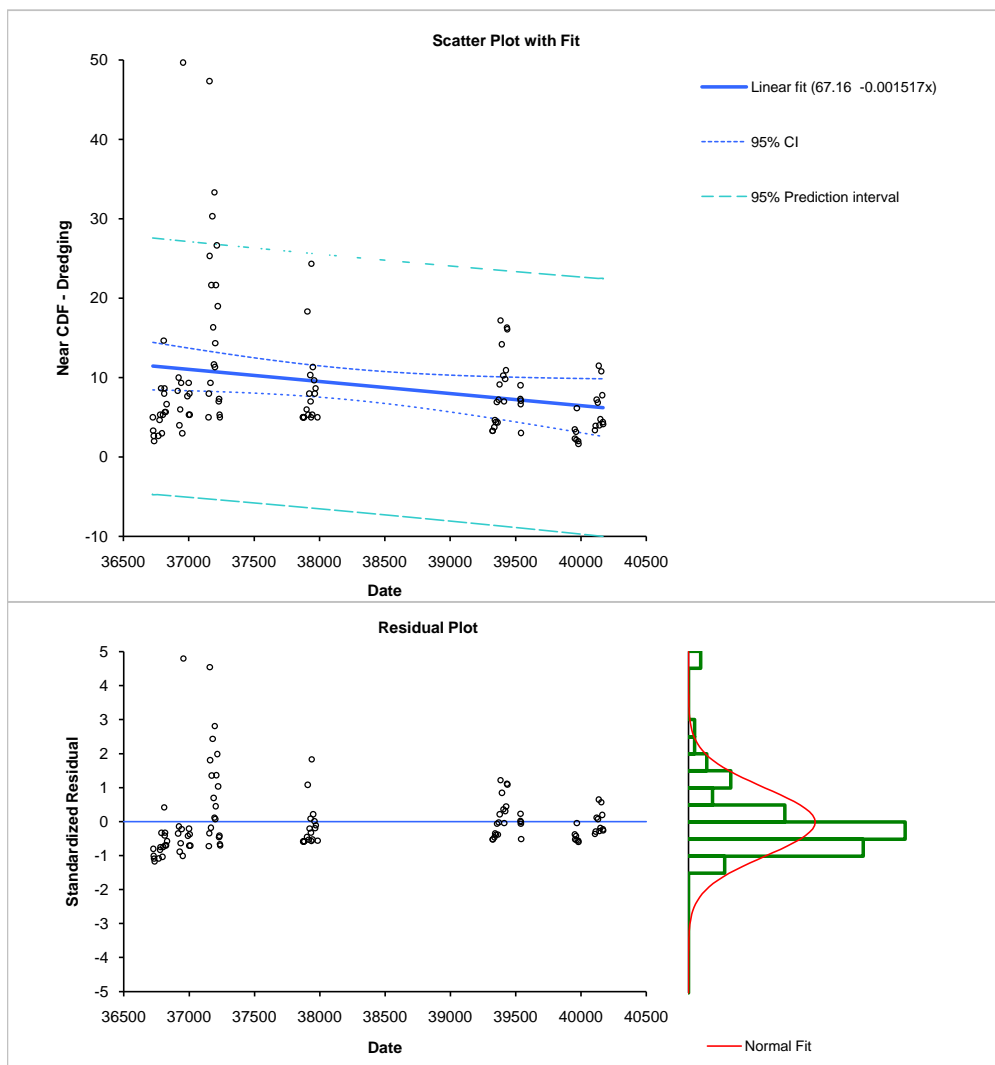 Scatter Plot with Fit
50
40
30
20
10
0
-10
Near CDF - Dredging
36500 37000 37500 38000 38500 39000 39500 40000 40500
Date
Linear fit (67.16 -0.001517x)
95% CI
95% Prediction interval
Residual Plot
5
4
3
2
1
0
-1
-2
-3
-4
-5
Standardized Residual
36500 37000 37500 38000 38500 39000 39500 40000 40500
Date
Normal Fit